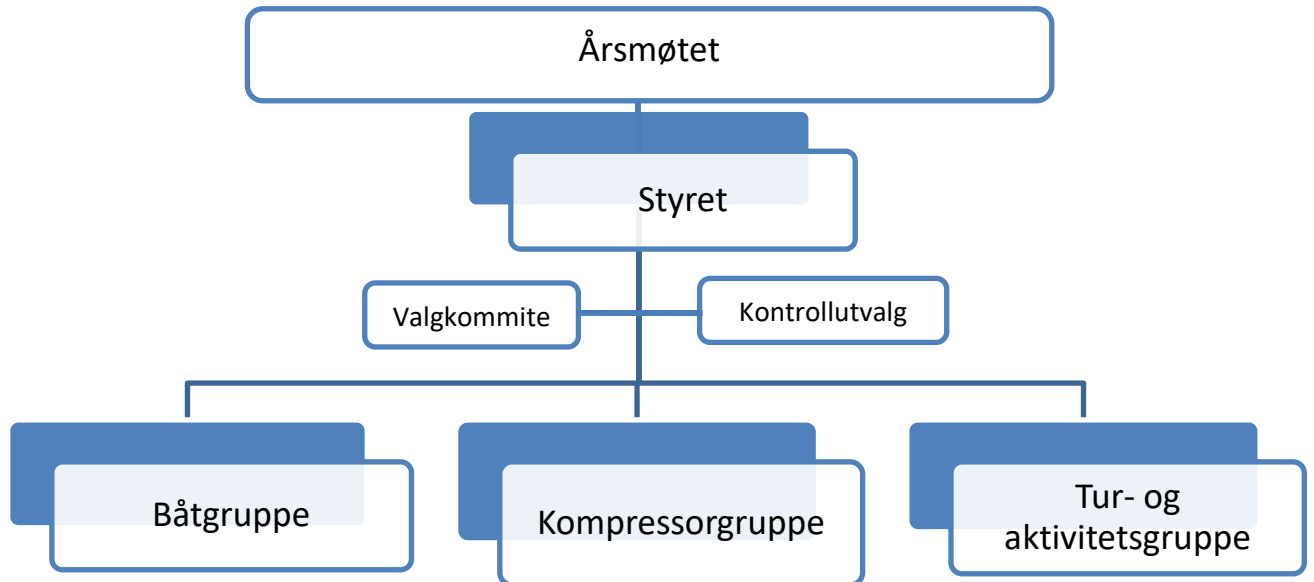 Årsmøtet
Styret
Valgkommite
Kontrollutvalg
Båtgruppe
Kompressorgruppe
Tur- og
aktivitetsgruppe